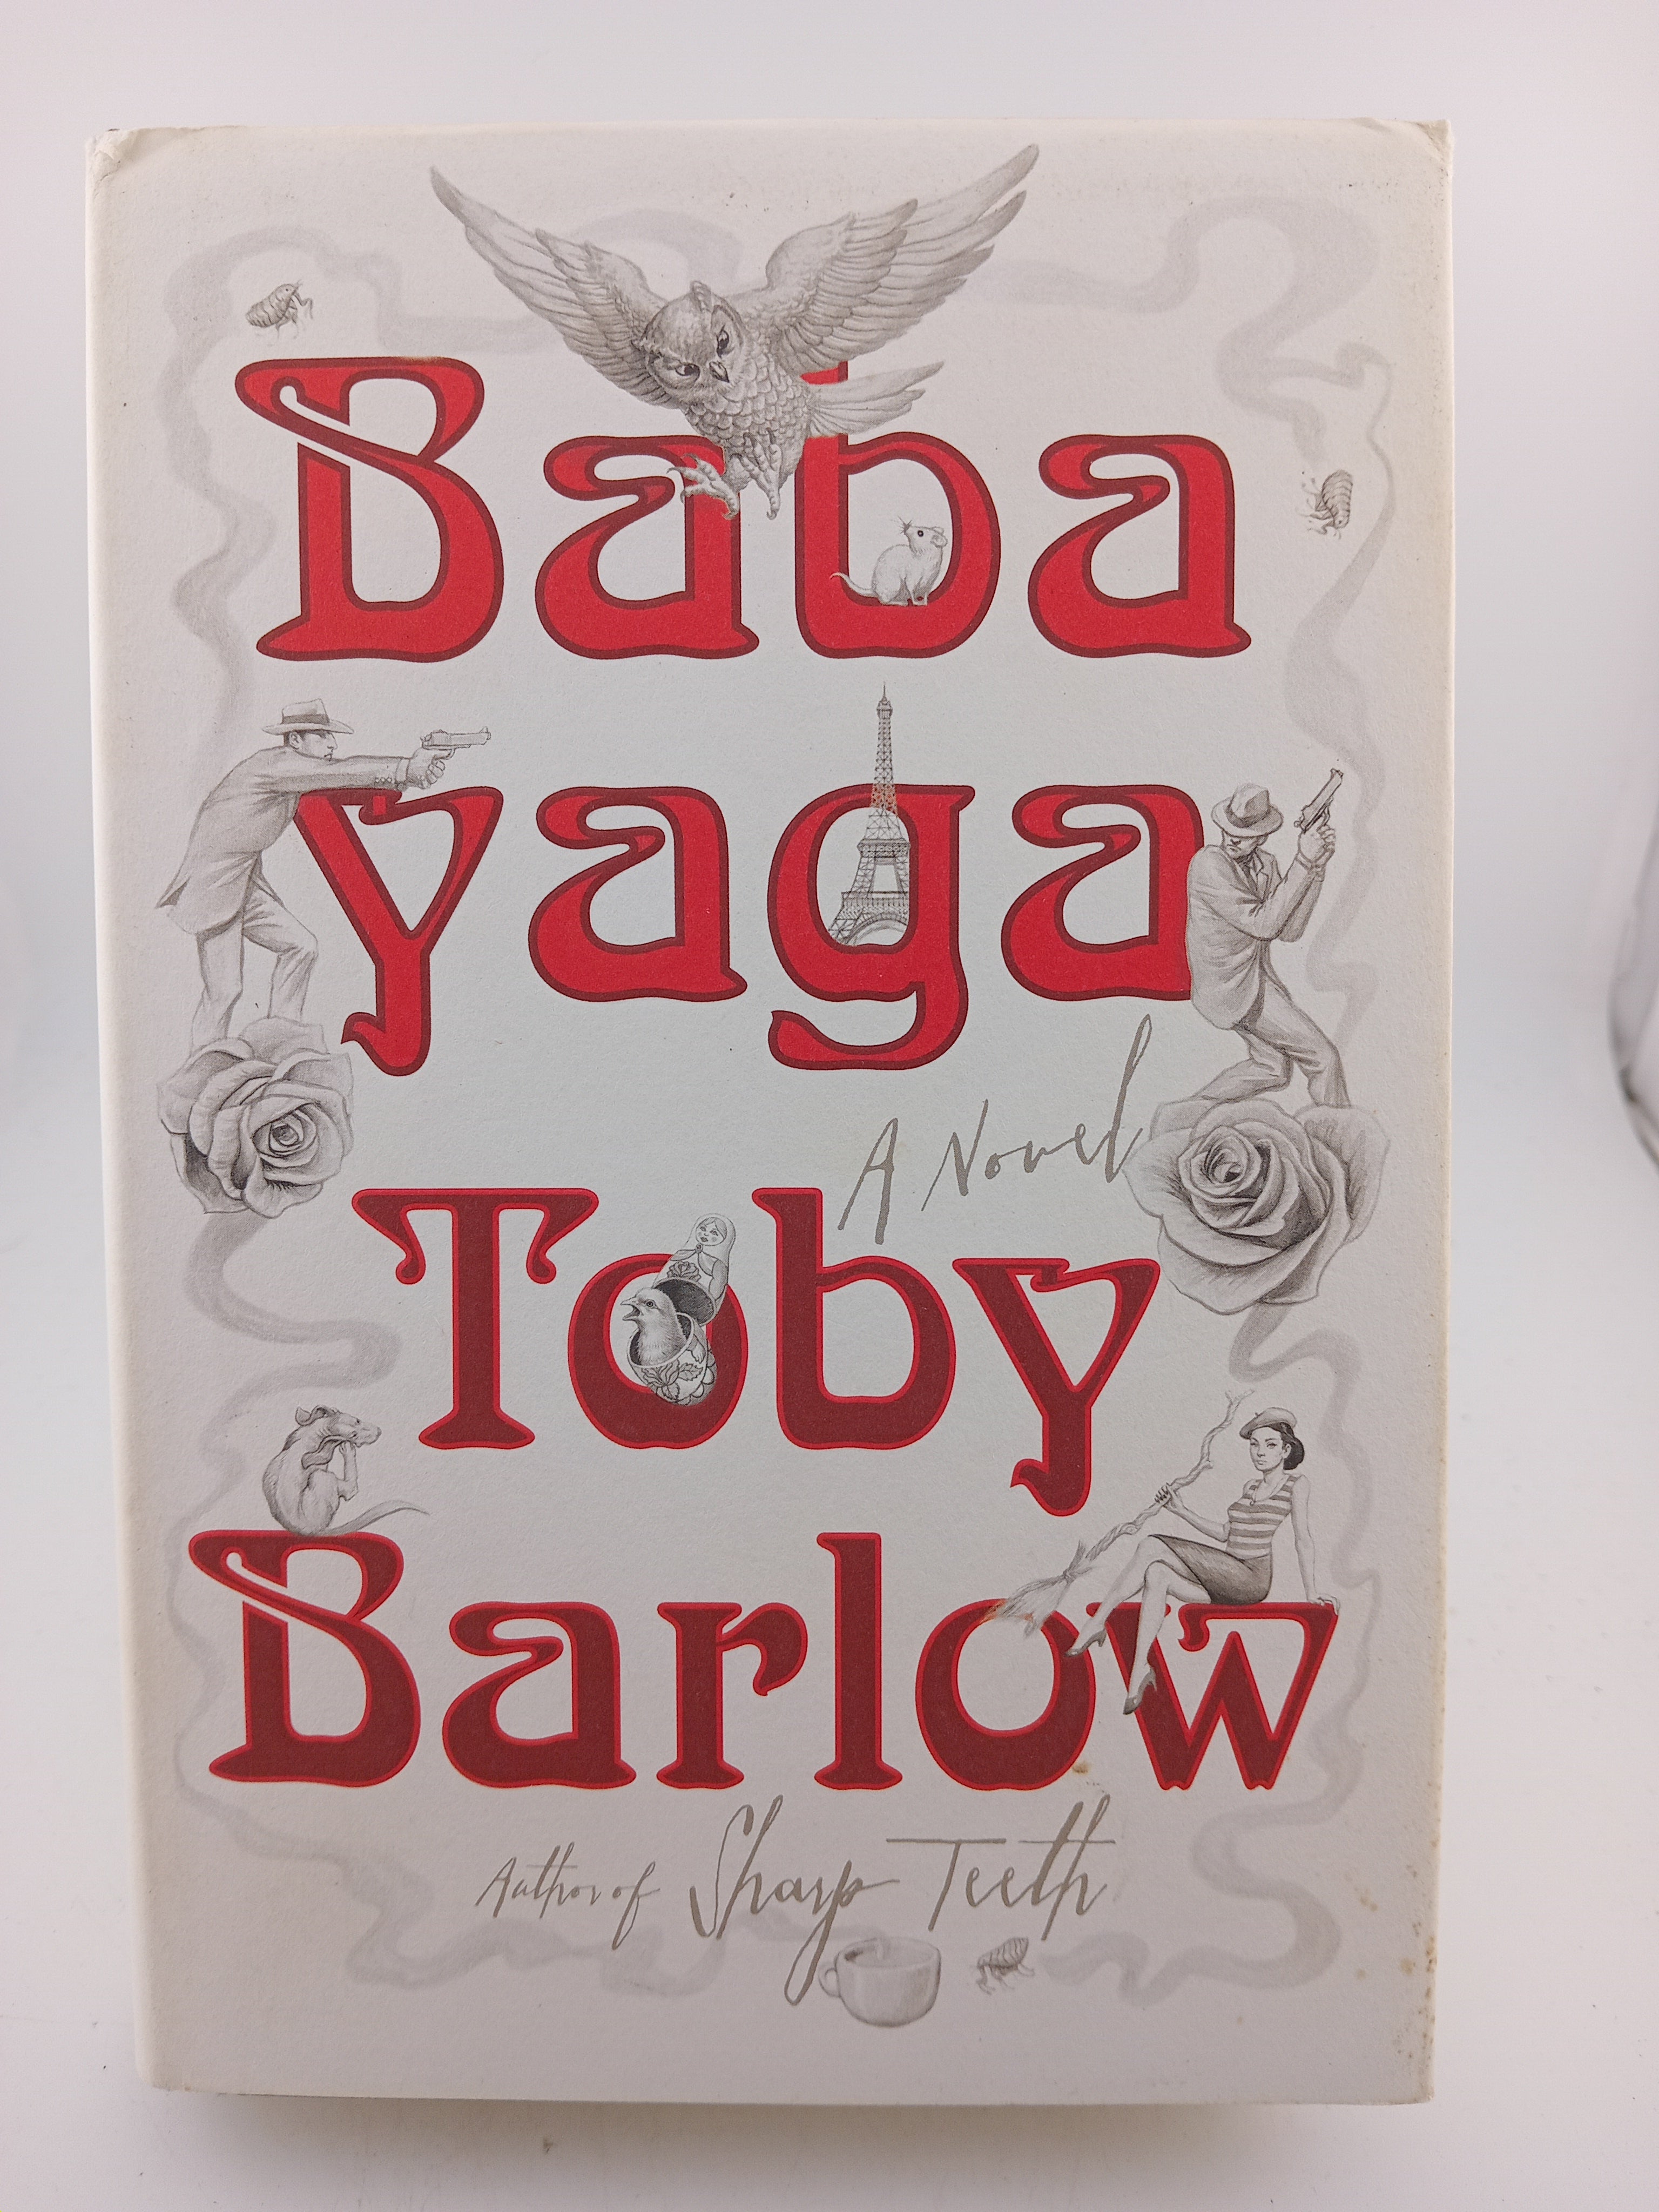 Baba
yaga
A Novel
Toby
Barlow
Author of Sharp Teeth